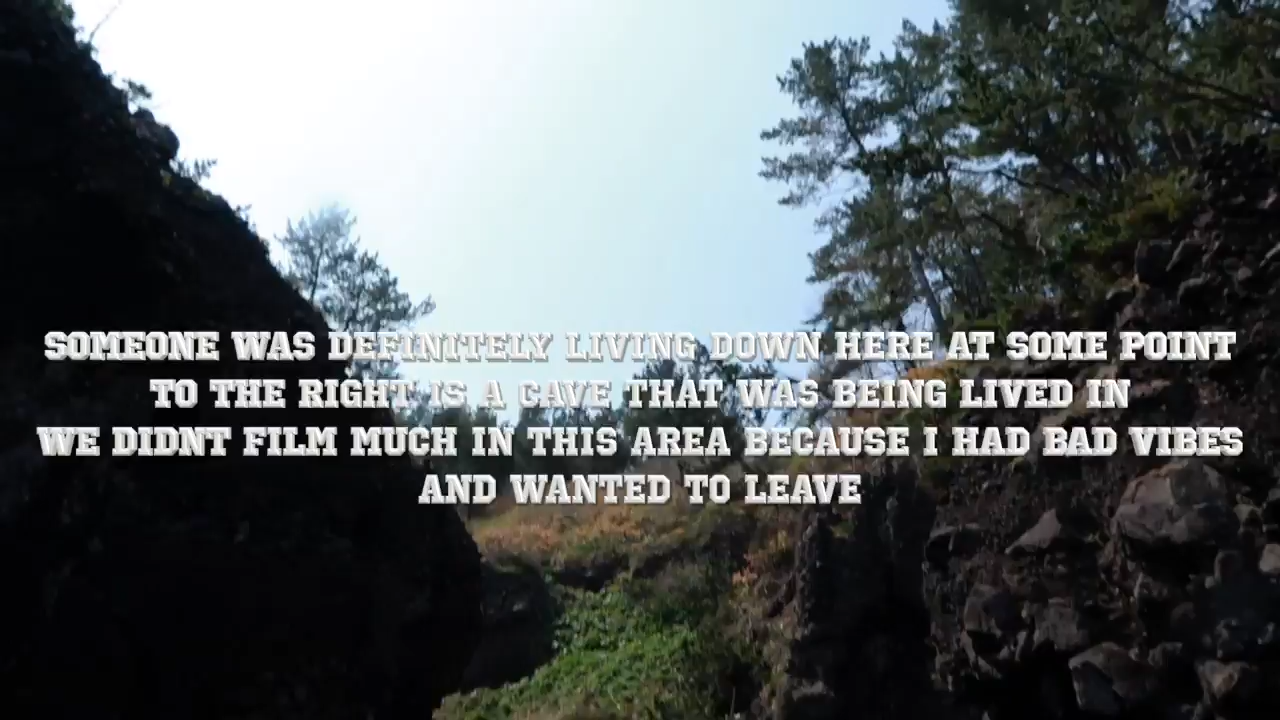 SOMEONE WAS DEFINITELY LIVING DOWN HERE AT SOME POINT
TO THE RIGHT IS A CAVE THAT WAS BEING LIVED IN
WE DIDNT FILM MUCH IN THIS AREA BECAUSE I HAD BAD VIBES
AND WANTED TO LEAVE